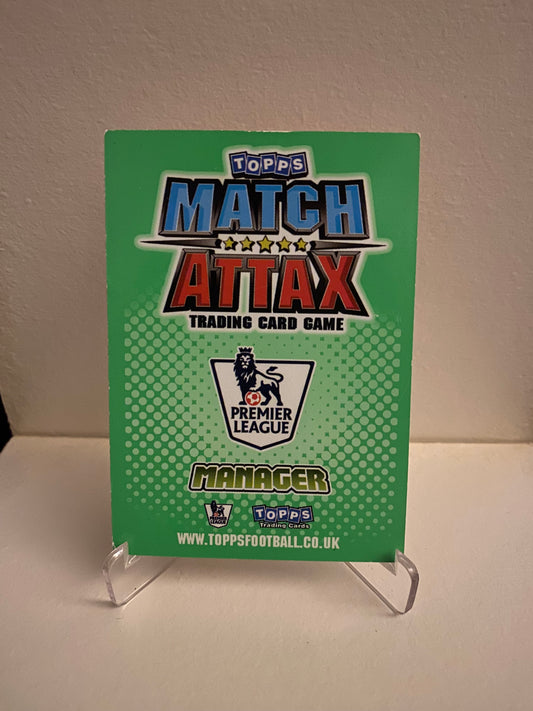 TOPPS
MATCH
ATTAX
TRADING CARD GAME
PREMIER
LEAGUE
MANAGER
TOPPS
Trading Cards
WWW.TOPPSFOOTBALL.CO.UK